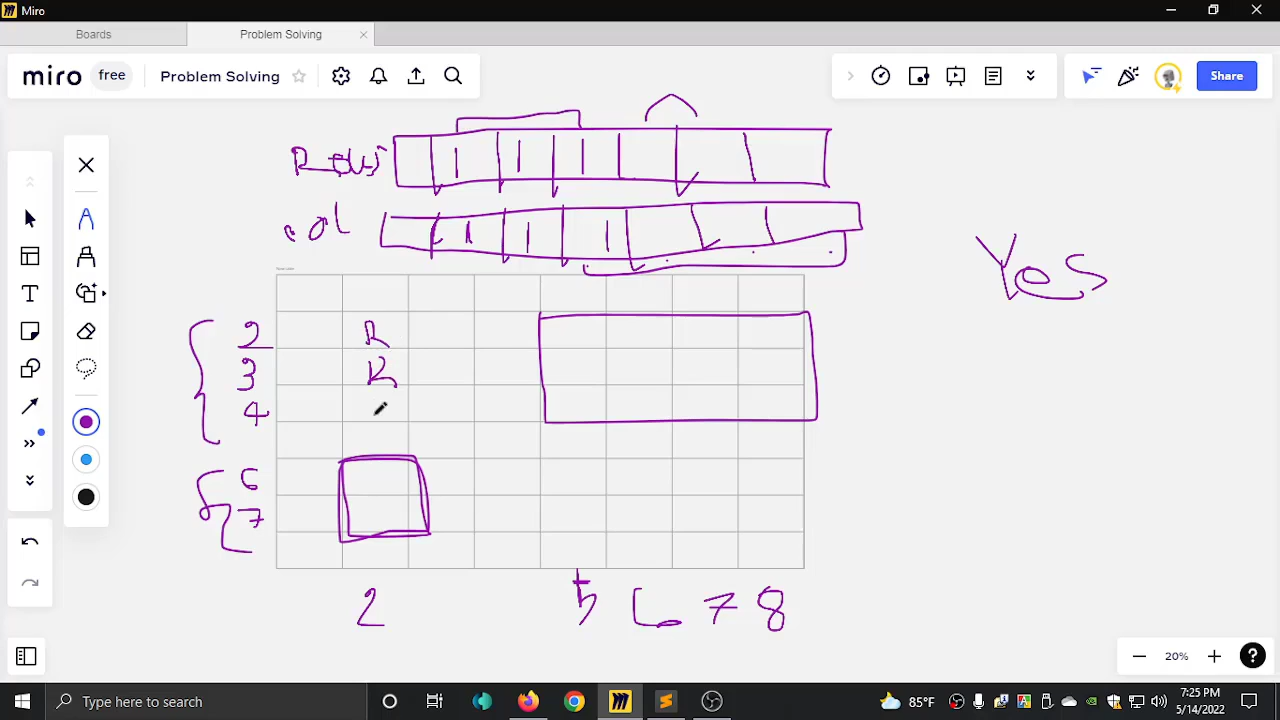 Miro
Boards
Problem Solving
miro
free
Problem Solving
Share
Rows
col
Yes
2
R
3
R
4
6
7
2
5 6 7 8
20%
Type here to search
85°F
7:25 PM
5/14/2022